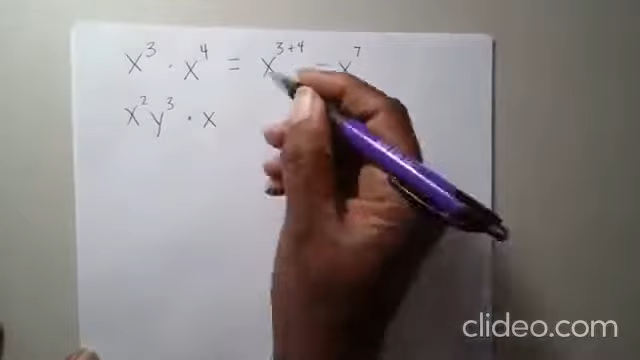 x³ · x⁴ = x³⁺⁴ = x⁷
x²y³ · x
clideo.com